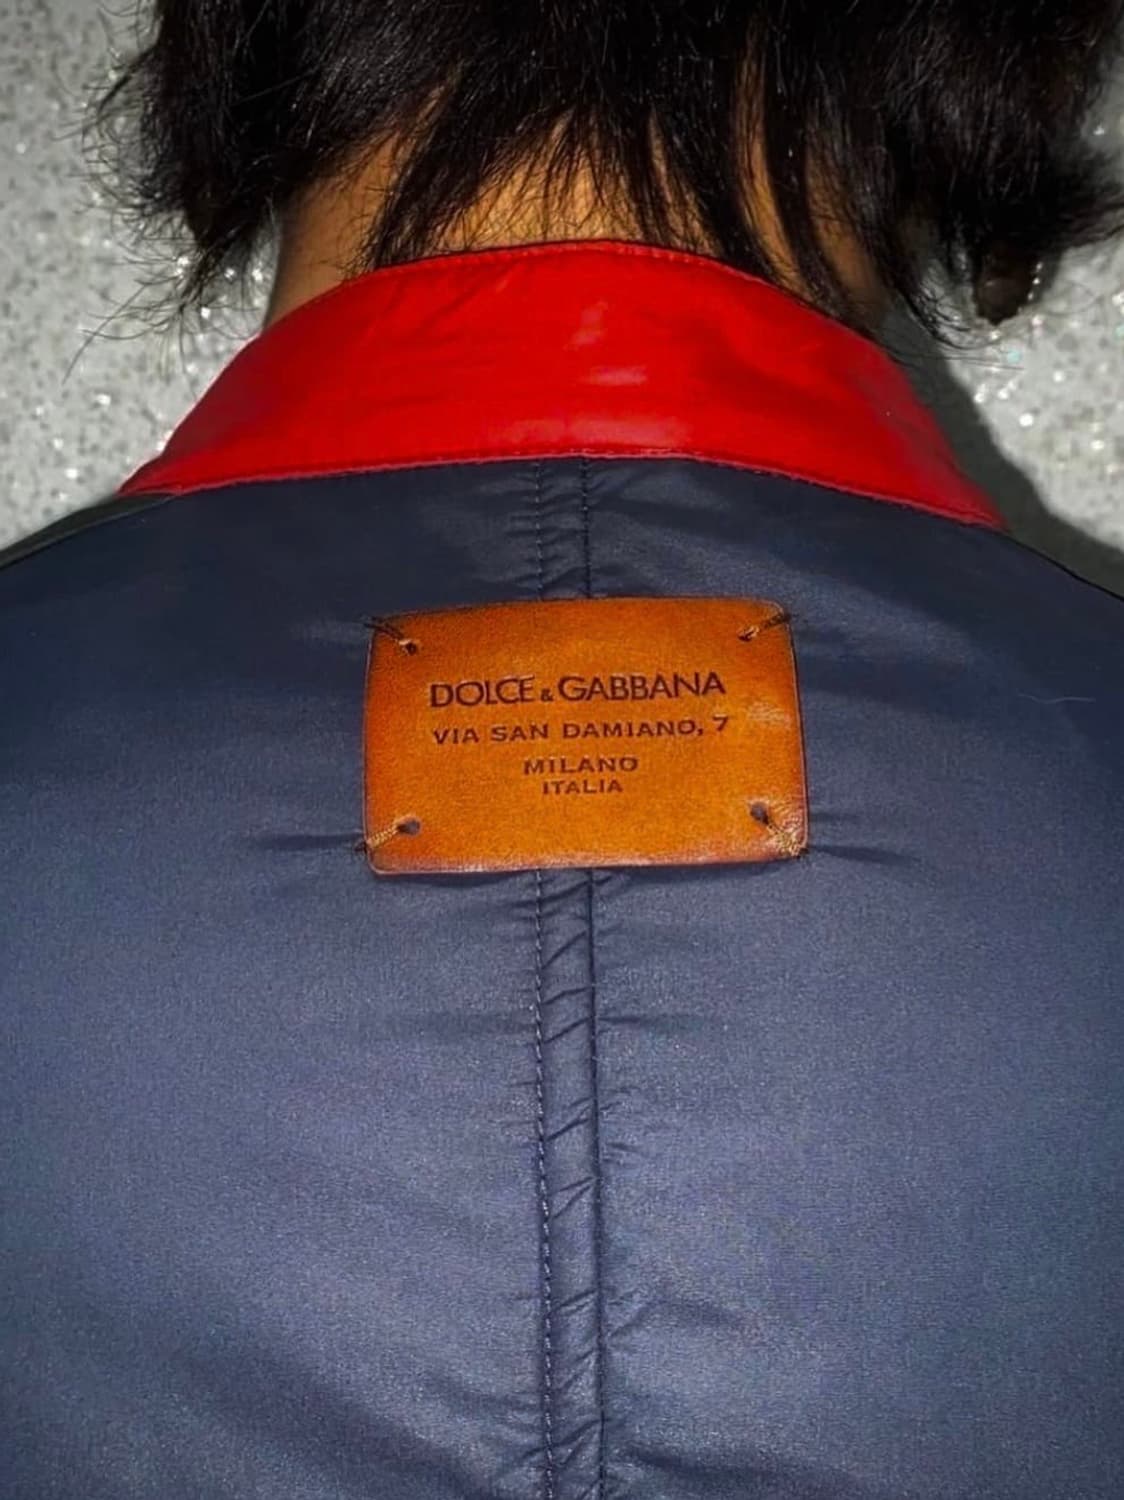 DOLCE & GABBANA
VIA SAN DAMIANO, 7
MILANO
ITALIA